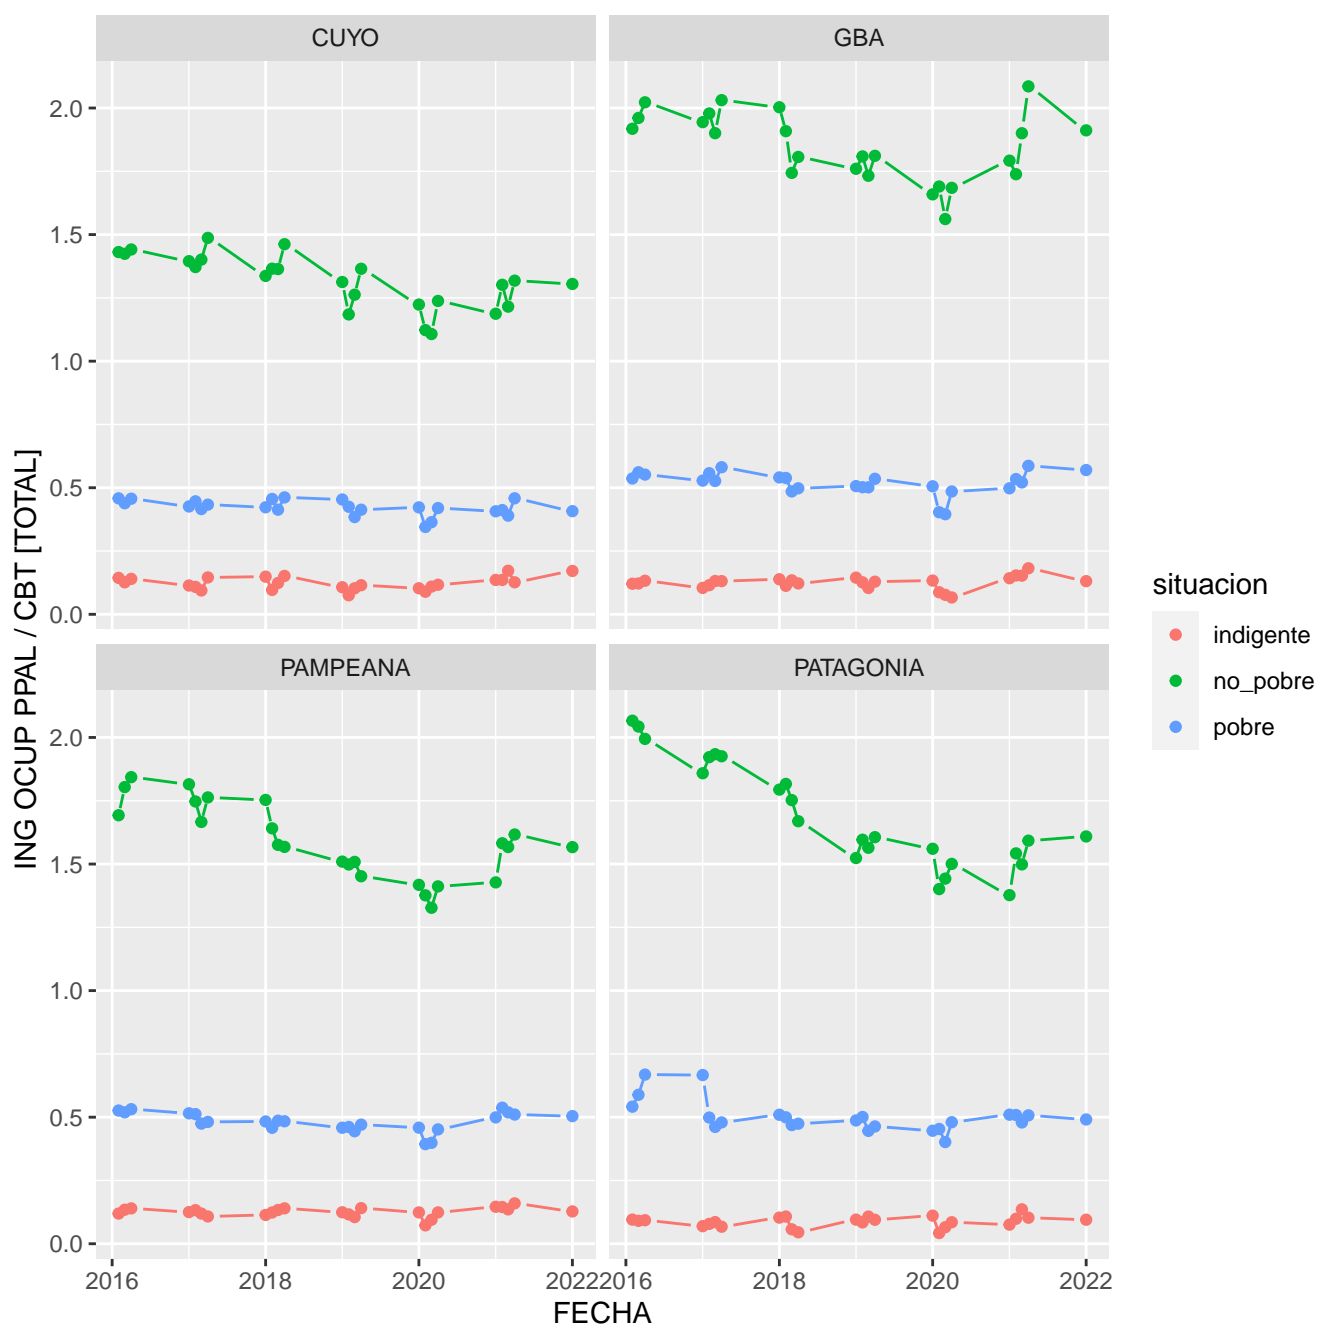 CUYO
GBA
2.0
1.5
1.0
0.5
0.0
PAMPEANA
PATAGONIA
2.0
1.5
1.0
0.5
0.0
2016
2018
2020
2022
2016
2018
2020
2022
FECHA
ING OCUP PPAL / CBT [TOTAL]
situacion
indigente
no_pobre
pobre